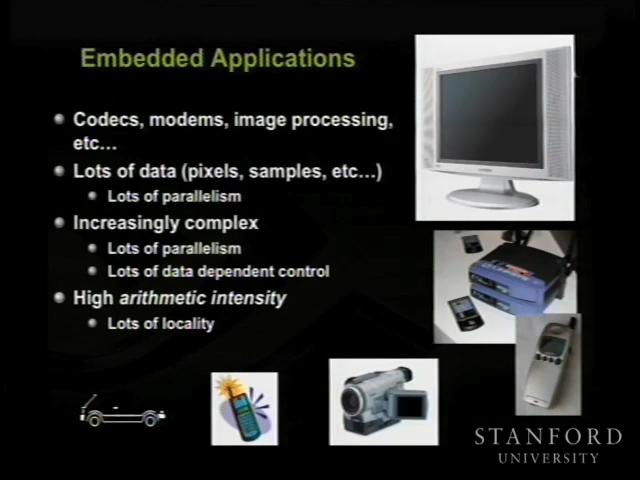 Embedded Applications
Codecs, modems, image processing,
etc...
Lots of data (pixels, samples, etc...)
Lots of parallelism
Increasingly complex
Lots of parallelism
Lots of data dependent control
High arithmetic intensity
Lots of locality
STANFORD
UNIVERSITY